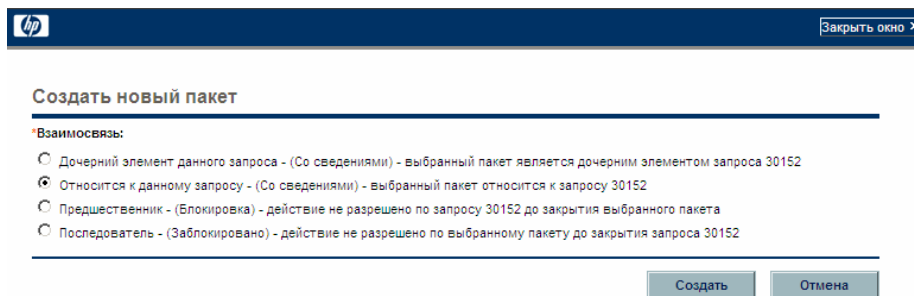 hp
Закрыть окно
Создать новый пакет
*Взаимосвязь:
Дочерний элемент данного запроса - (Со сведениями) - выбранный пакет является дочерним элементом запроса 30152
Относится к данному запросу - (Со сведениями) - выбранный пакет относится к запросу 30152
Предшественник - (Блокировка) - действие не разрешено по запросу 30152 до закрытия выбранного пакета
Последователь - (Заблокировано) - действие не разрешено по выбранному пакету до закрытия запроса 30152
Создать Отмена